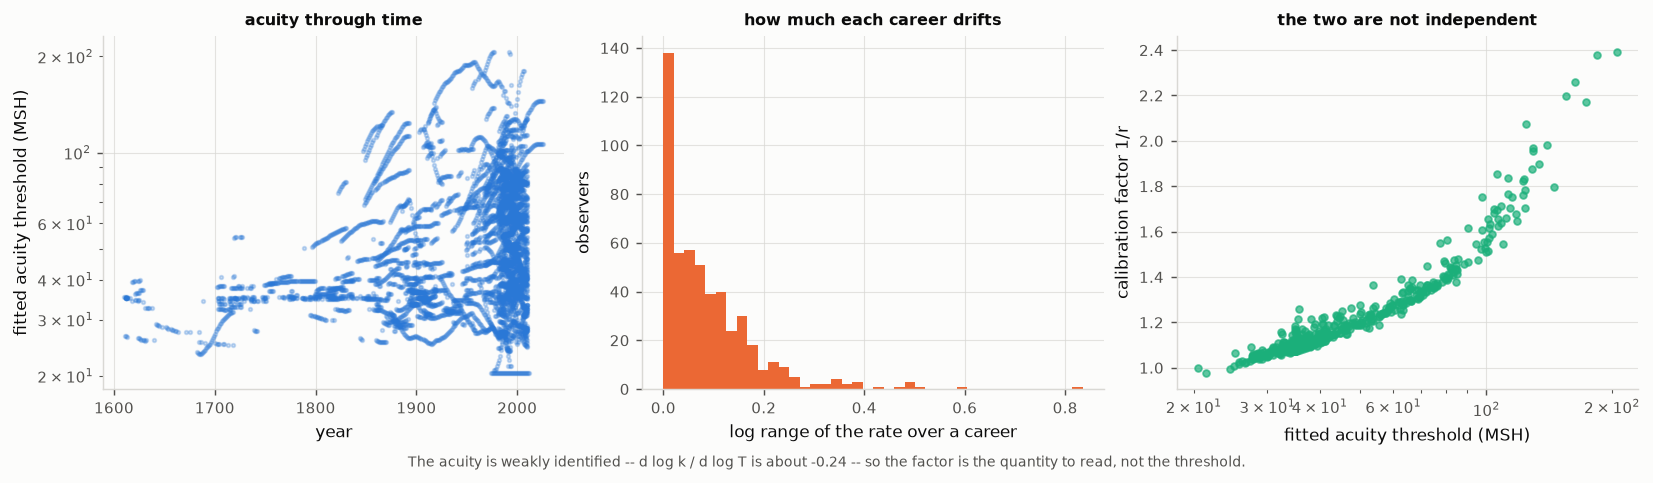 acuity through time
how much each career drifts
the two are not independent
fitted acuity threshold (MSH)
2 × 10²
10²
6 × 10¹
4 × 10¹
3 × 10¹
2 × 10¹
1600 1700 1800 1900 2000
year
observers
140
120
100
80
60
40
20
0
0.0 0.2 0.4 0.6 0.8
log range of the rate over a career
calibration factor 1/r
2.4
2.2
2.0
1.8
1.6
1.4
1.2
1.0
2 × 10¹ 3 × 10¹ 4 × 10¹ 6 × 10¹ 10² 2 × 10²
fitted acuity threshold (MSH)
The acuity is weakly identified -- d log k / d log T is about -0.24 -- so the factor is the quantity to read, not the threshold.